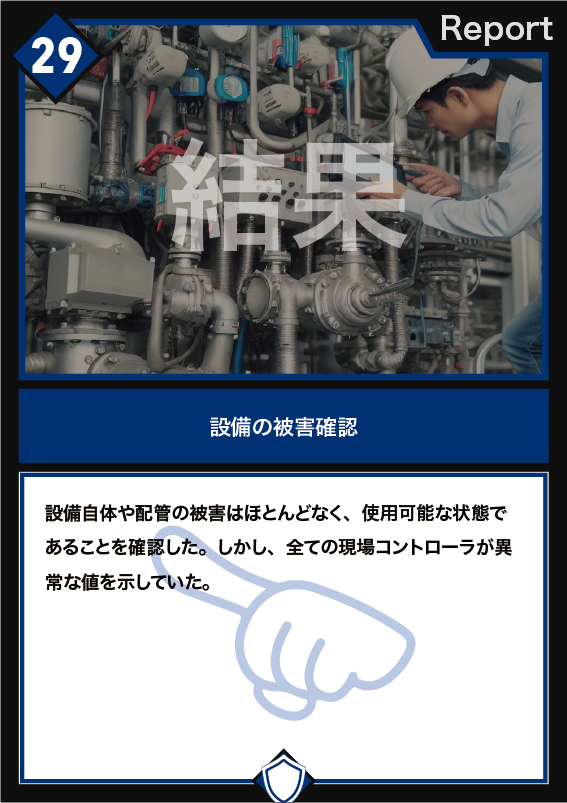 29
Report
結果
設備の被害確認
設備自体や配管の被害はほとんどなく、使用可能な状態で
あることを確認した。しかし、全ての現場コントローラが異
常な値を示していた。